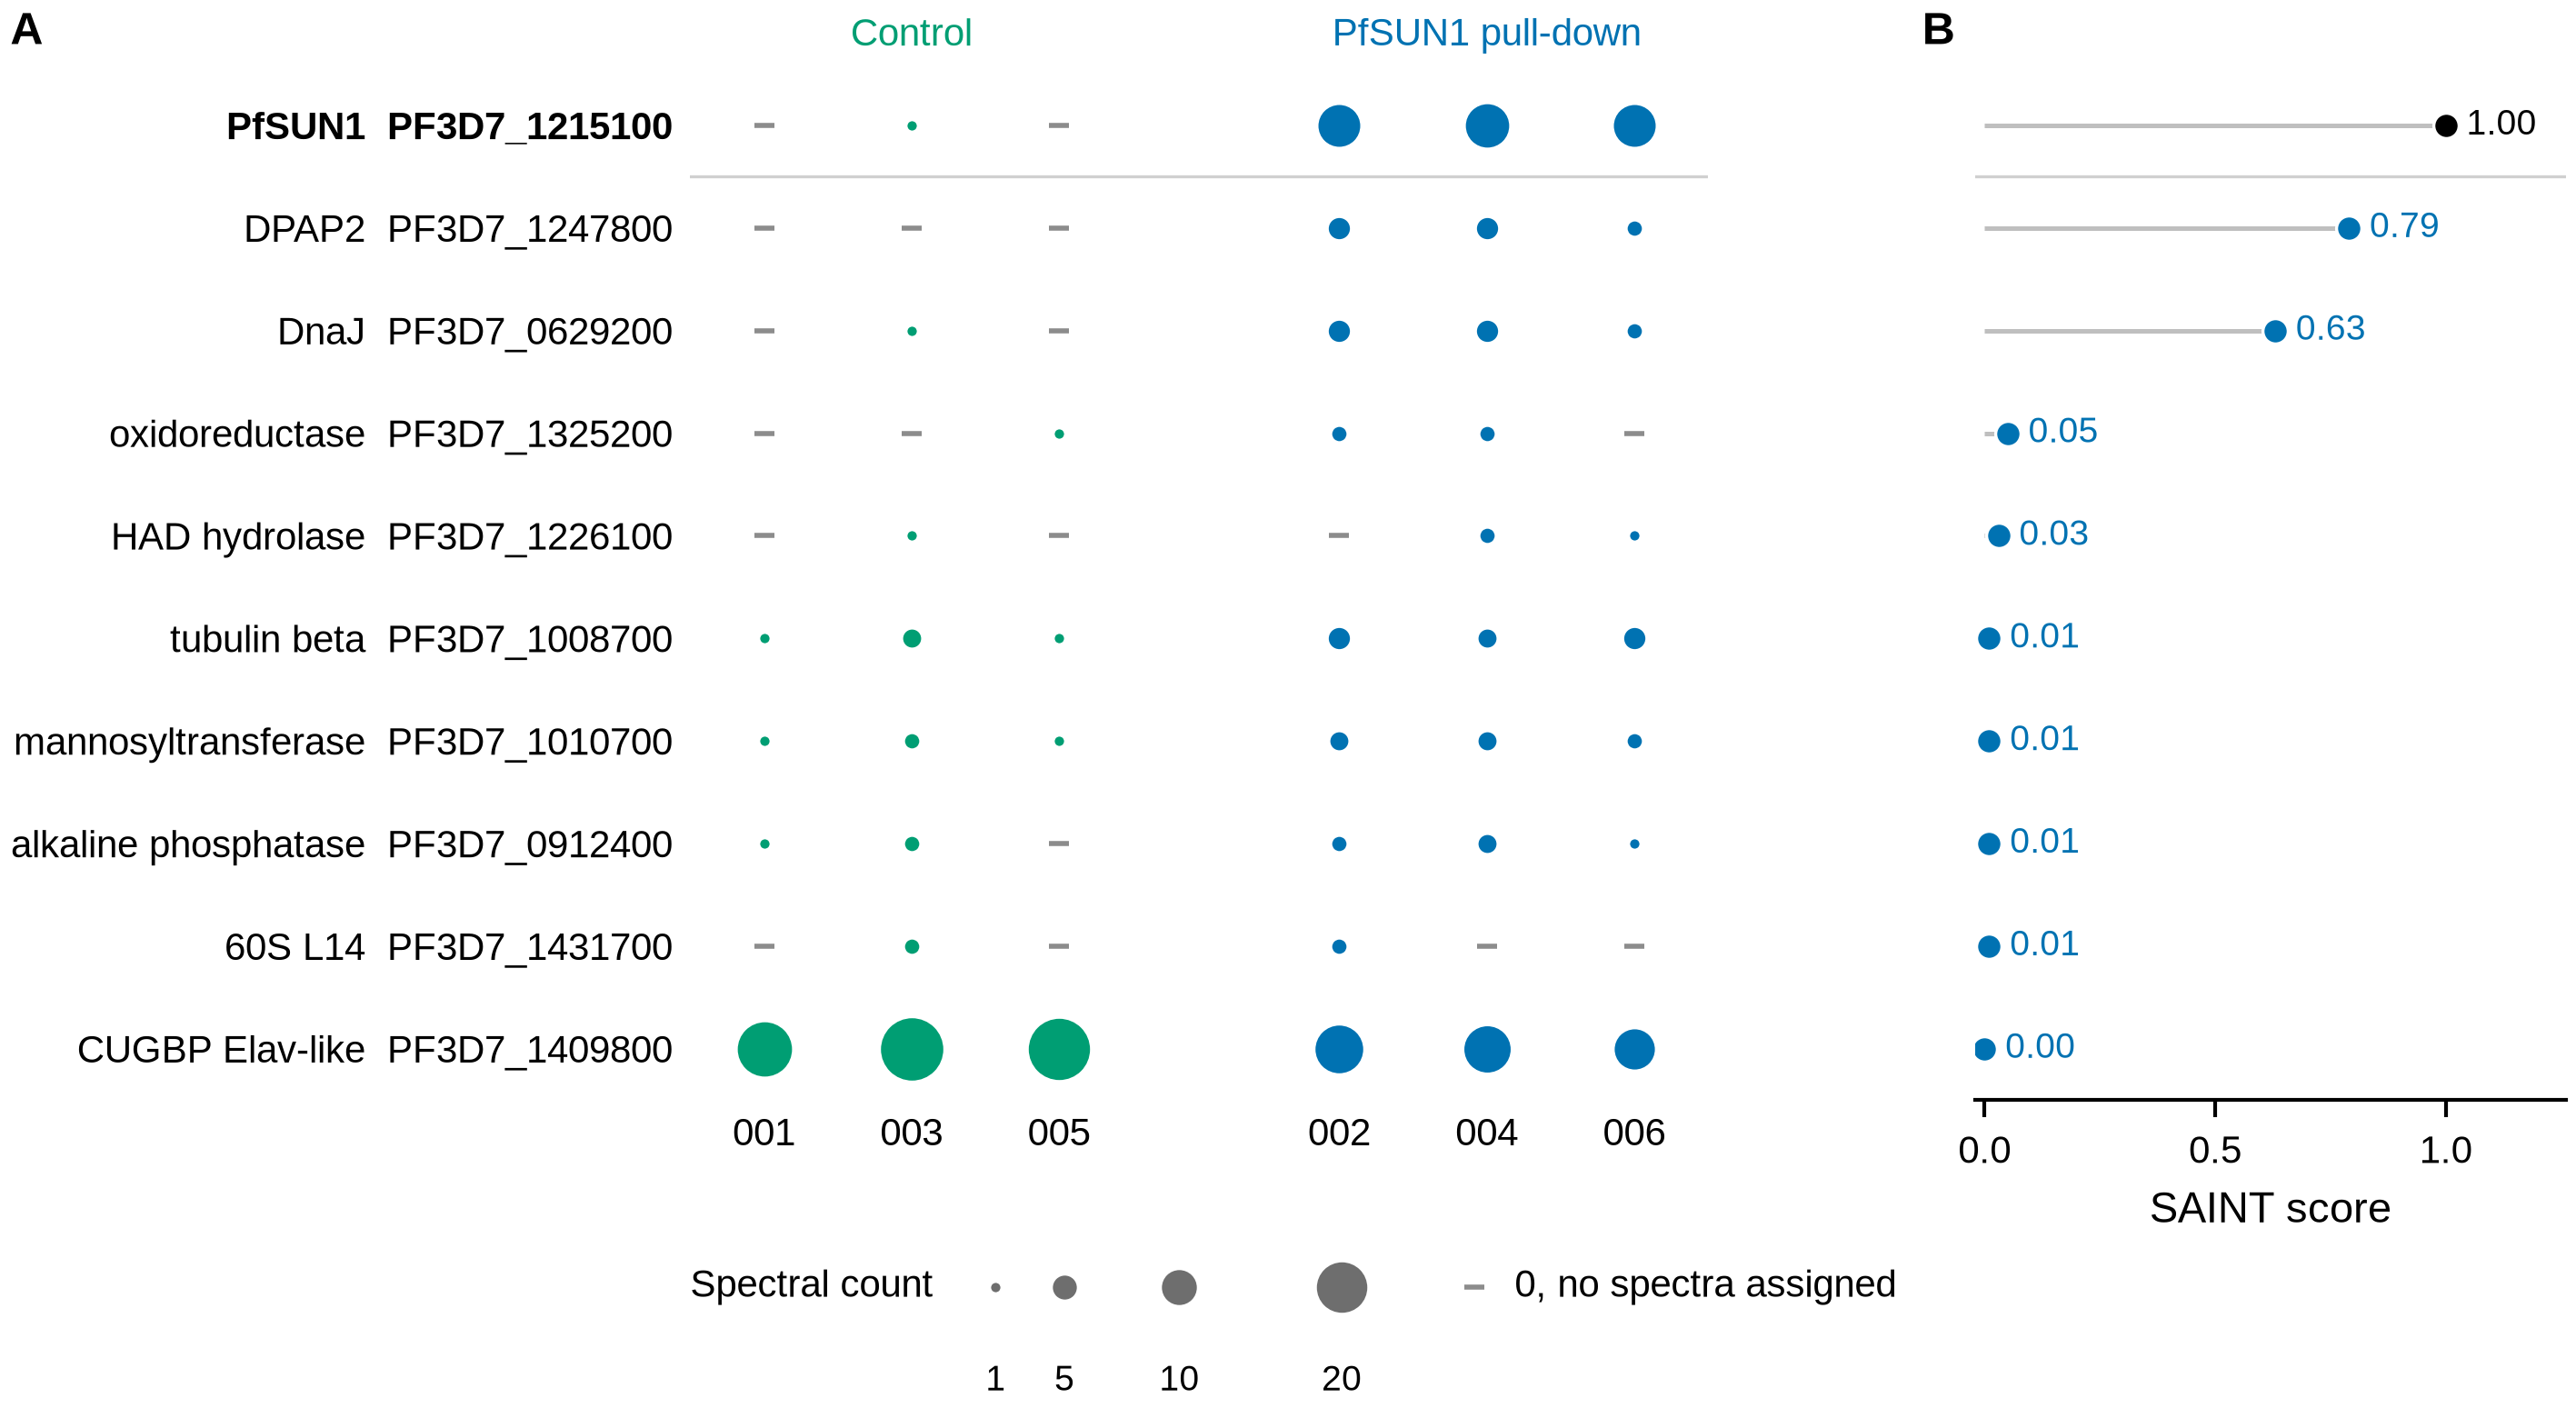 A
Control
PfSUN1 pull-down
B
PfSUN1 PF3D7_1215100
1.00
DPAP2 PF3D7_1247800
0.79
DnaJ PF3D7_0629200
0.63
oxidoreductase PF3D7_1325200
0.05
HAD hydrolase PF3D7_1226100
0.03
tubulin beta PF3D7_1008700
0.01
mannosyltransferase PF3D7_1010700
0.01
alkaline phosphatase PF3D7_0912400
0.01
60S L14 PF3D7_1431700
0.01
CUGBP Elav-like PF3D7_1409800
0.00
001 003 005 002 004 006
0.0 0.5 1.0
SAINT score
Spectral count
0, no spectra assigned
1 5 10 20